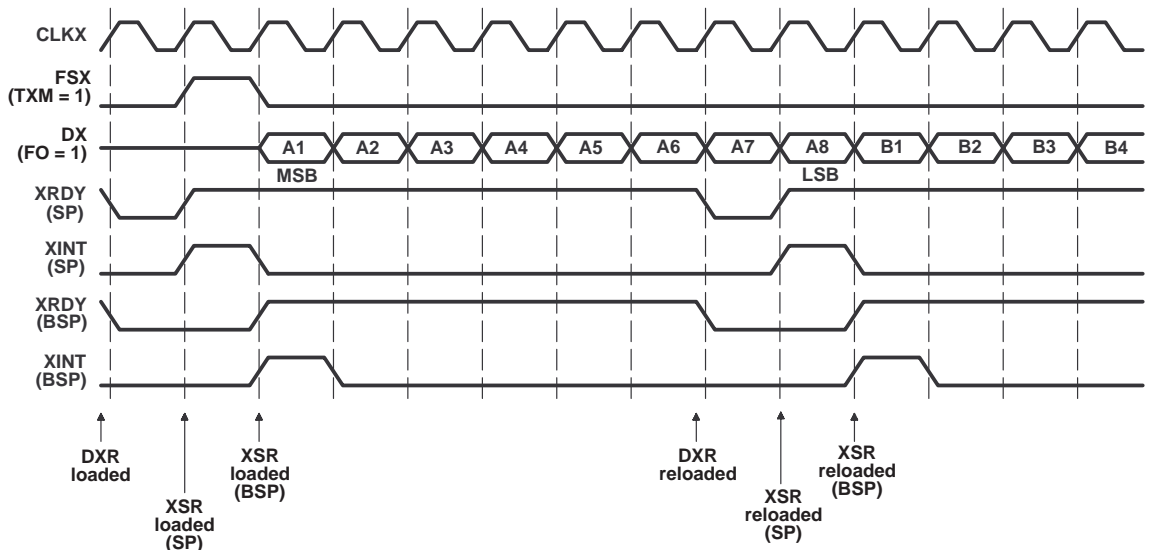 CLKX
FSX
(TXM = 1)
DX
(FO = 1)
A1 A2 A3 A4 A5 A6 A7 A8 B1 B2 B3 B4
MSB LSB
XRDY
(SP)
XINT
(SP)
XRDY
(BSP)
XINT
(BSP)
DXR
loaded
XSR
loaded
(SP)
XSR
loaded
(BSP)
DXR
reloaded
XSR
reloaded
(SP)
XSR
reloaded
(BSP)